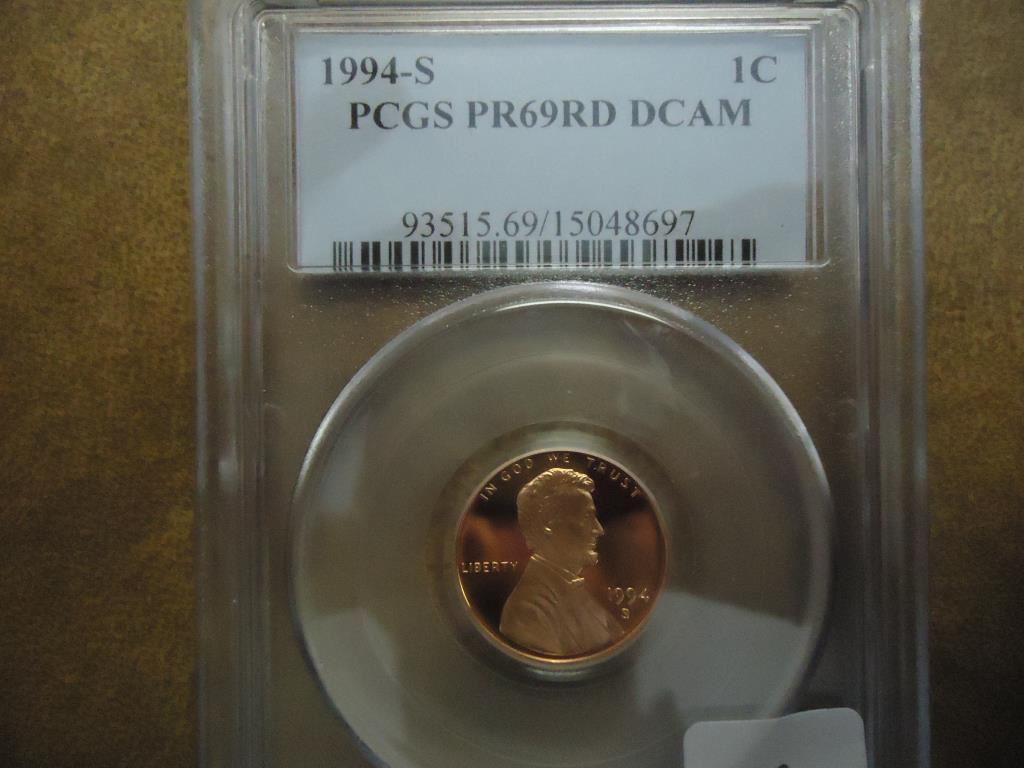 1994-S 1C
PCGS PR69RD DCAM
93515.69/15048697
IN GOD WE TRUST
LIBERTY
1994
S